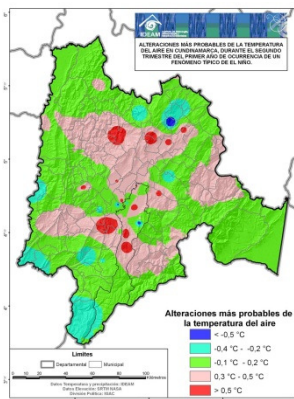 IDEAM
ALTERACIONES MÁS PROBABLES DE LA TEMPERATURA
DEL AIRE EN CUNDINAMARCA, DURANTE EL SEGUNDO
TRIMESTRE DEL PRIMER AÑO DE OCURRENCIA DE UN
FENÓMENO TÍPICO DE EL NIÑO.
Alteraciones más probables de
la temperatura del aire
< -0,5 °C
-0,4 °C - -0,2 °C
-0,1 °C - 0,2 °C
0,3 °C - 0,5 °C
> 0,5 °C
Límites
Departamental
Municipal
Datos Temperatura y precipitación: IDEAM
Datos Elevación: SRTM NASA
División Política: IGAC